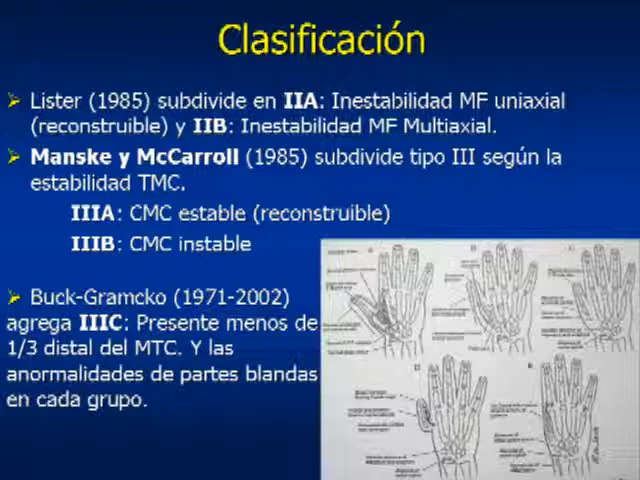 Clasificación
➢ Lister (1985) subdivide en IIA: Inestabilidad MF uniaxial
(reconstruible) y IIB: Inestabilidad MF Multiaxial.
➢ Manske y McCarroll (1985) subdivide tipo III según la
estabilidad TMC.
IIIA: CMC estable (reconstruible)
IIIB: CMC instable
➢ Buck-Gramcko (1971-2002)
agrega IIIC: Presente menos de
1/3 distal del MTC. Y las
anormalidades de partes blandas
en cada grupo.